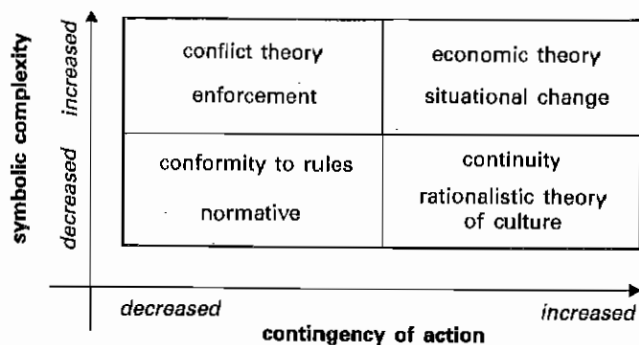 symbolic complexity
increased
decreased
conflict theory
enforcement
economic theory
situational change
conformity to rules
normative
continuity
rationalistic theory
of culture
decreased
increased
contingency of action